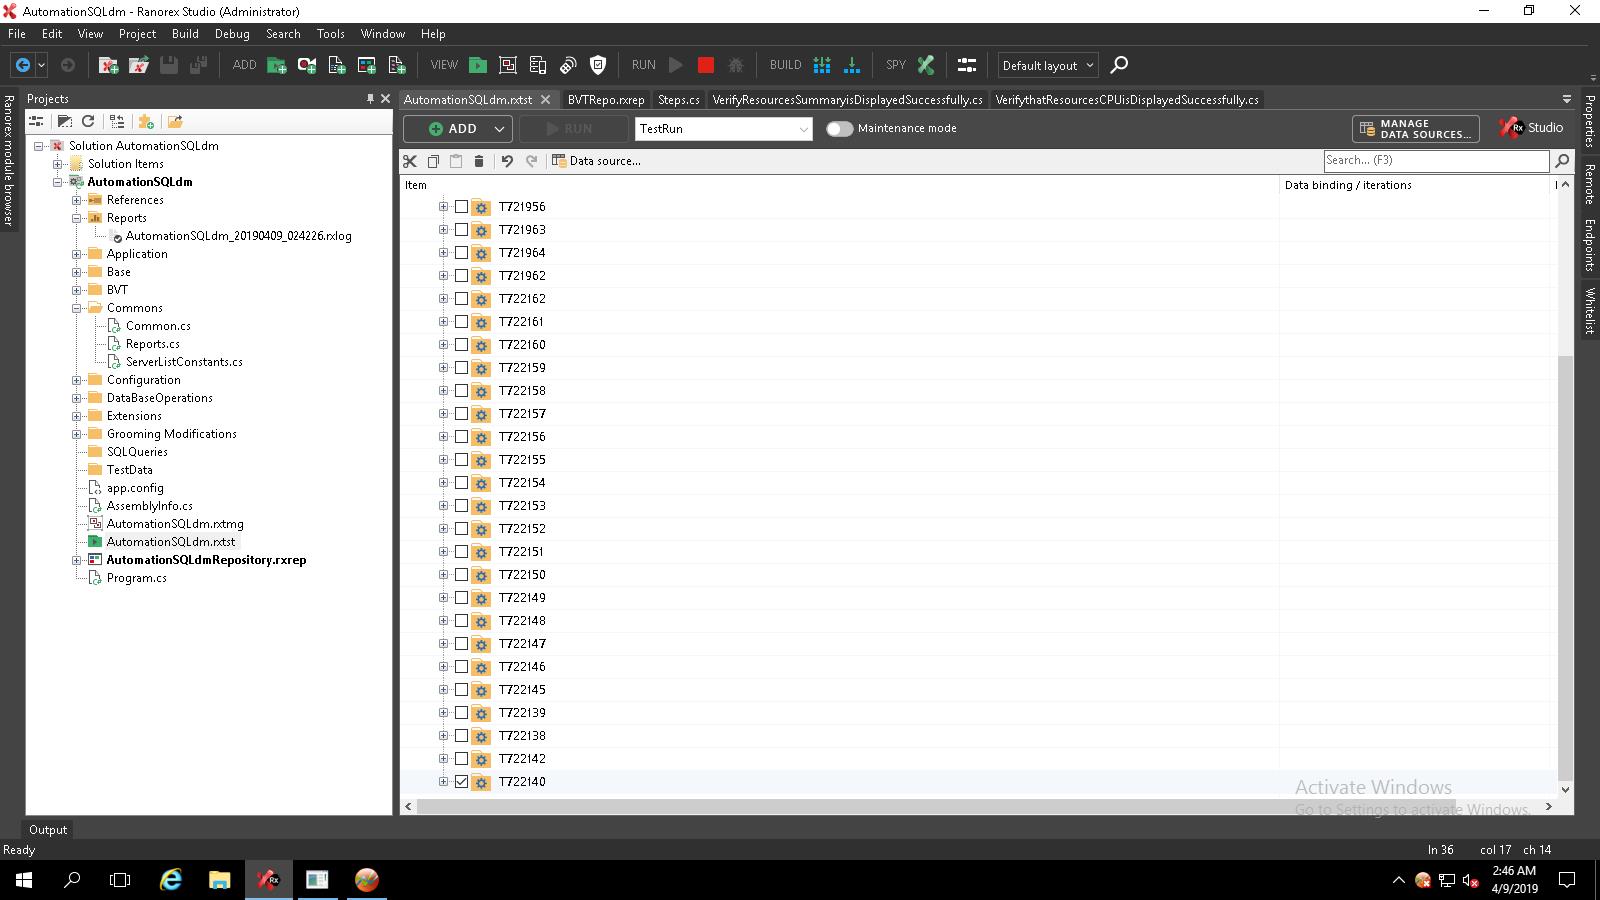 AutomationSQLdm - Ranorex Studio (Administrator)
File Edit View Project Build Debug Search Tools Window Help
ADD VIEW RUN BUILD SPY Default layout
Ranorex module browser
Projects
Solution AutomationSQLdm
Solution Items
AutomationSQLdm
References
Reports
AutomationSQLdm_20190409_024226.rxlog
Application
Base
BVT
Commons
Common.cs
Reports.cs
ServerListConstants.cs
Configuration
DataBaseOperations
Extensions
Grooming Modifications
SQLQueries
TestData
app.config
AssemblyInfo.cs
AutomationSQLdm.rxtmg
AutomationSQLdm.rxtst
AutomationSQLdmRepository.rxrep
Program.cs
AutomationSQLdm.rxtst BVTRepo.rxrep Steps.cs VerifyResourcesSummaryisDisplayedSuccessfully.cs VerifythatResourcesCPUisDisplayedSuccessfully.cs
ADD RUN TestRun Maintenance mode MANAGE
DATA SOURCES... Rx Studio
Data source... Search... (F3)
Item Data binding / iterations
T721956
T721963
T721964
T721962
T722162
T722161
T722160
T722159
T722158
T722157
T722156
T722155
T722154
T722153
T722152
T722151
T722150
T722149
T722148
T722147
T722146
T722145
T722139
T722138
T722142
T722140
Activate Windows
Go to Settings to activate Windows.
Properties
Remote Endpoints
Whitelist
Output
Ready ln 36 col 17 ch 14
Rx
2:46 AM
4/9/2019